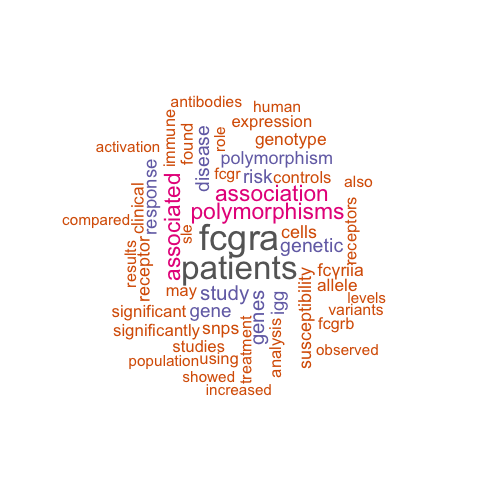 antibodies
human
immune
found
role
expression
genotype
activation
disease
polymorphism
response
fcgr
risk
controls
also
associated
association
clinical
polymorphisms
receptors
compared
sle
fcgra
cells
genetic
results
receptor
patients
fcγriia
susceptibility
allele
may
study
genes
igg
levels
significant
gene
variants
significantly
snps
treatment
analysis
fcgrb
studies
population
using
observed
showed
increased